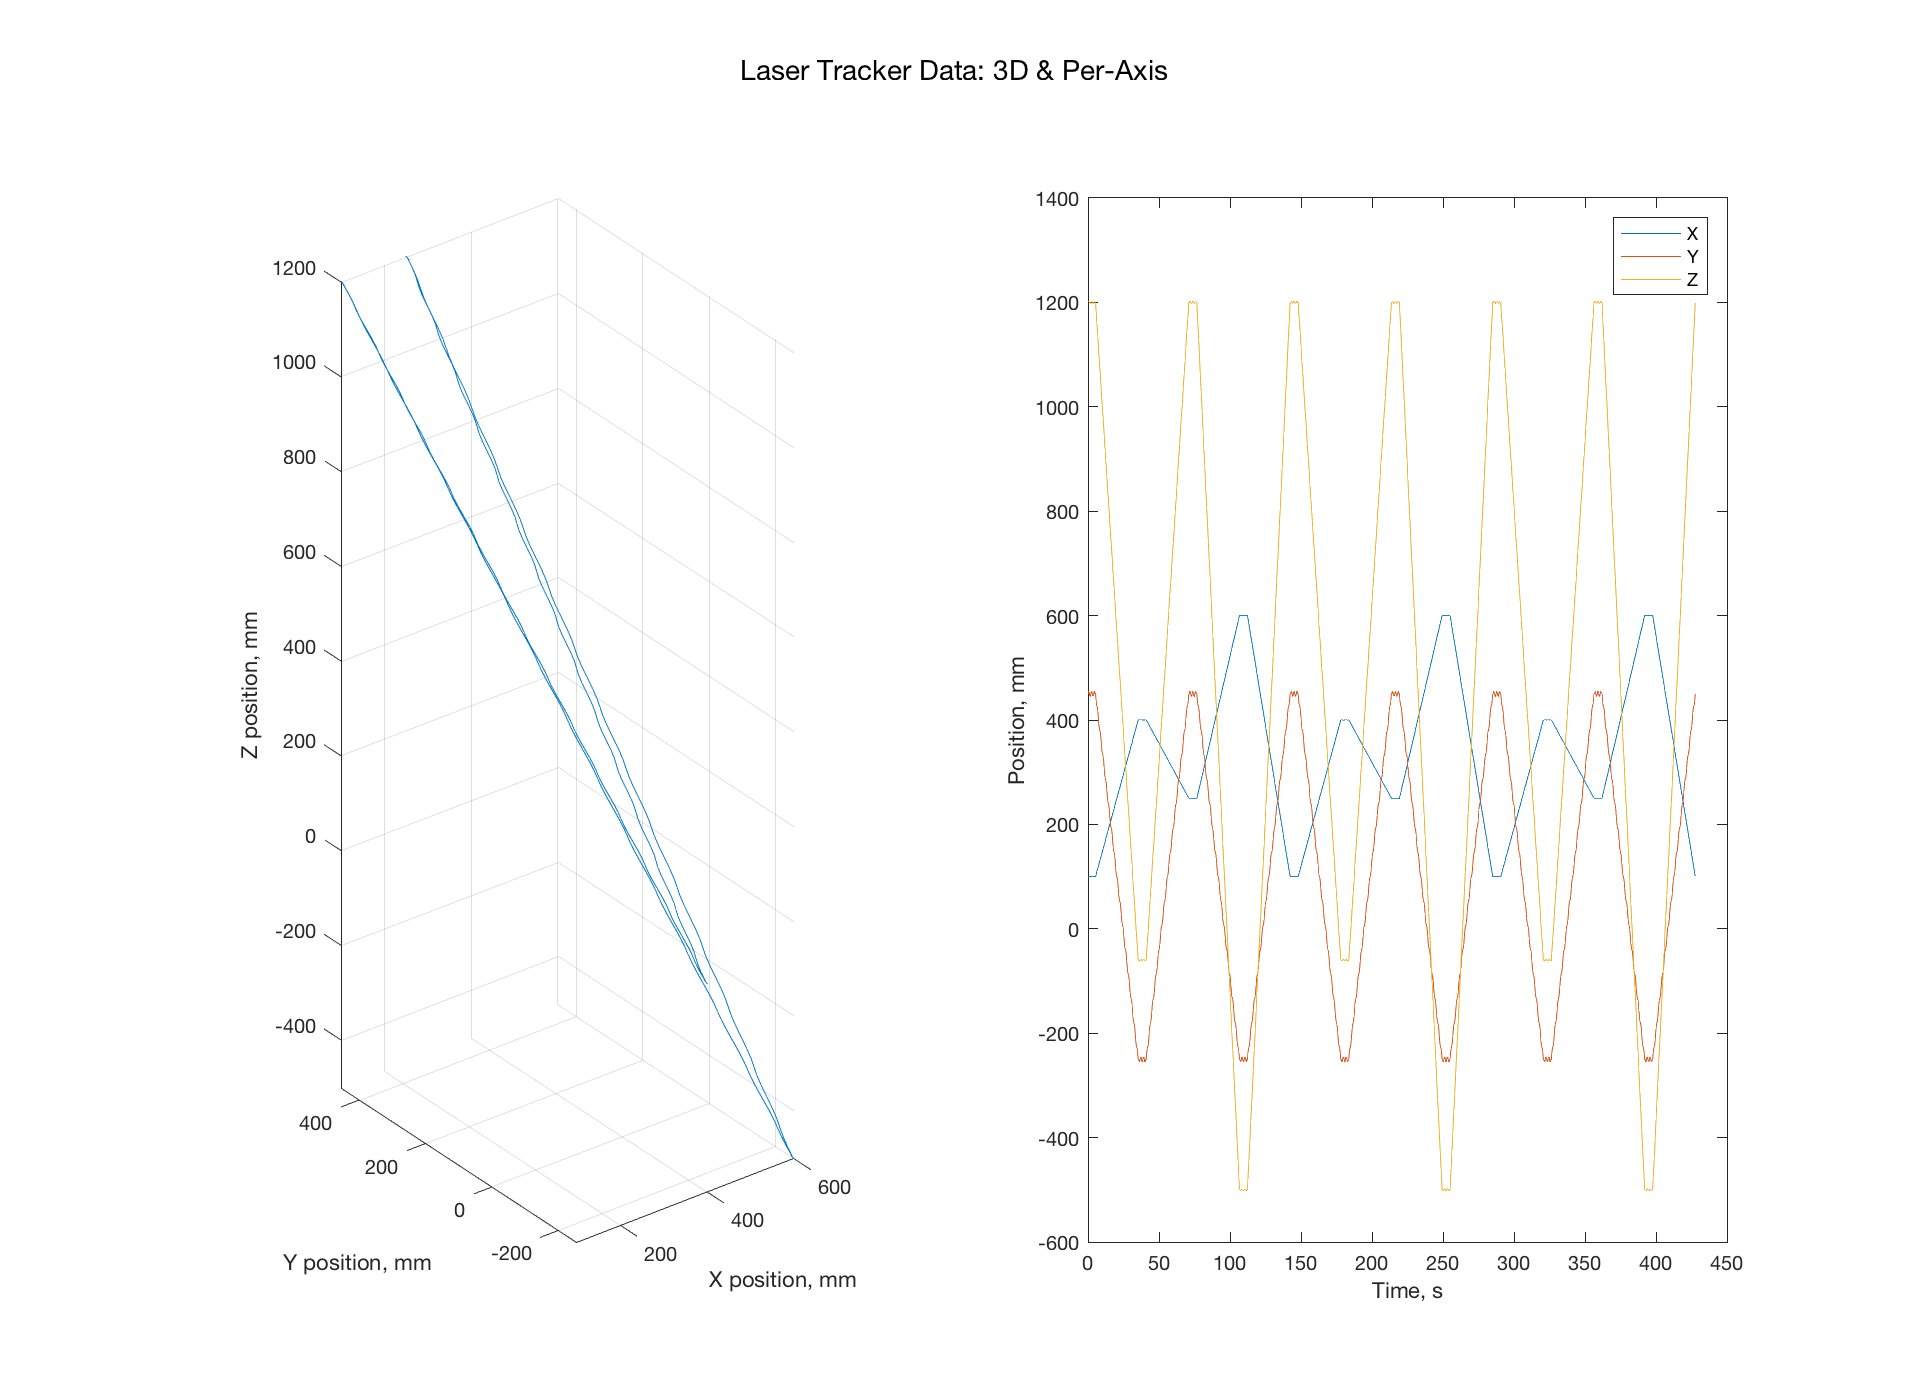 Laser Tracker Data: 3D & Per-Axis
1200
1000
800
600
400
200
0
-200
-400
Z position, mm
400
200
0
-200
Y position, mm
200
400
600
X position, mm
1400
1200
1000
800
600
400
200
0
-200
-400
-600
Position, mm
0 50 100 150 200 250 300 350 400 450
Time, s
X
Y
Z